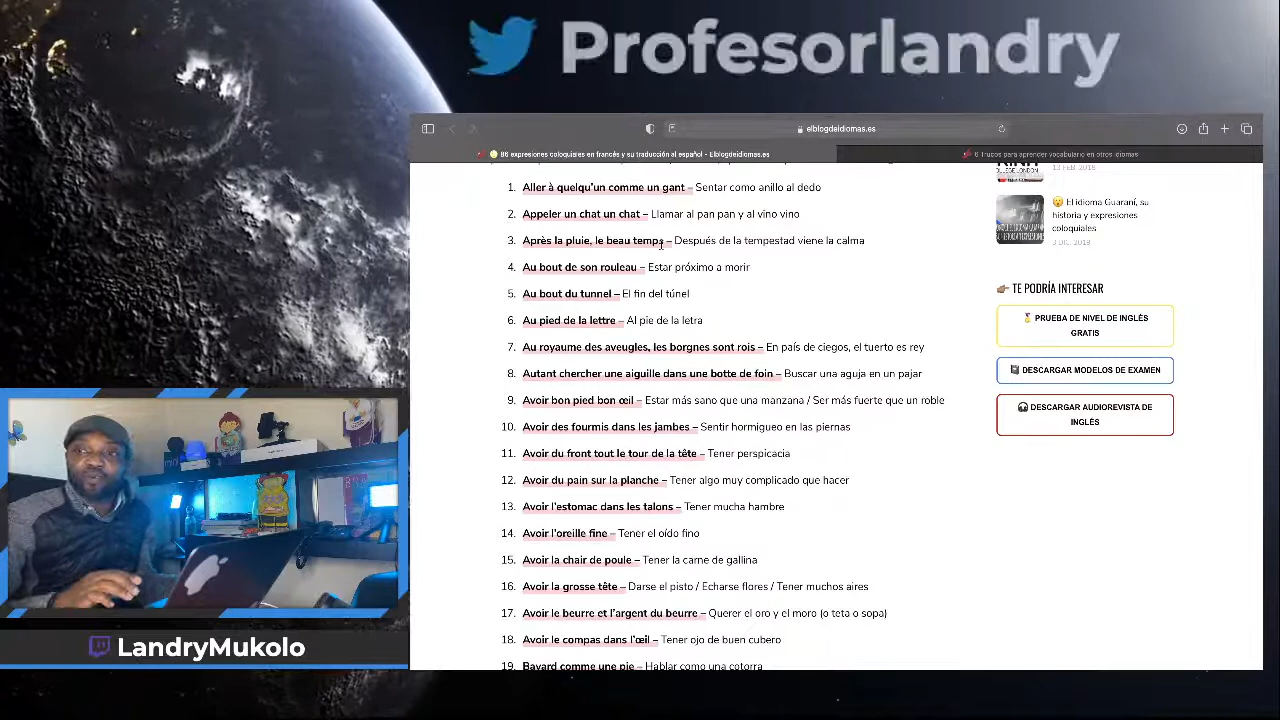 Profesorlandry
elblogdeidiomas.es
86 expresiones coloquiales en francés y su traducción al español - Elblogdeidiomas.es
6 Trucos para aprender vocabulario en otros idiomas
1. Aller à quelqu'un comme un gant – Sentar como anillo al dedo
2. Appeler un chat un chat – Llamar al pan pan y al vino vino
3. Après la pluie, le beau temps – Después de la tempestad viene la calma
4. Au bout de son rouleau – Estar próximo a morir
5. Au bout du tunnel – El fin del túnel
6. Au pied de la lettre – Al pie de la letra
7. Au royaume des aveugles, les borgnes sont rois – En país de ciegos, el tuerto es rey
8. Autant chercher une aiguille dans une botte de foin – Buscar una aguja en un pajar
9. Avoir bon pied bon œil – Estar más sano que una manzana / Ser más fuerte que un roble
10. Avoir des fourmis dans les jambes – Sentir hormigueo en las piernas
11. Avoir du front tout le tour de la tête – Tener perspicacia
12. Avoir du pain sur la planche – Tener algo muy complicado que hacer
13. Avoir l'estomac dans les talons – Tener mucha hambre
14. Avoir l'oreille fine – Tener el oído fino
15. Avoir la chair de poule – Tener la carne de gallina
16. Avoir la grosse tête – Darse el pisto / Echarse flores / Tener muchos aires
17. Avoir le beurre et l'argent du beurre – Querer el oro y el moro (o teta o sopa)
18. Avoir le compas dans l'œil – Tener ojo de buen cubero
19. Bavard comme une pie – Hablar como una cotorra
LLEGE LONDON
13 FEB 2018
El idioma Guaraní, su
historia y expresiones
coloquiales
3 DIC. 2019
TE PODRÍA INTERESAR
PRUEBA DE NIVEL DE INGLÉS
GRATIS
DESCARGAR MODELOS DE EXAMEN
DESCARGAR AUDIOREVISTA DE
INGLÉS
LandryMukolo